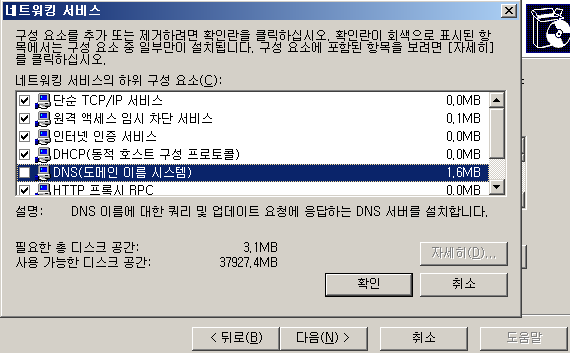 네트워킹 서비스
구성 요소를 추가 또는 제거하려면 확인란을 클릭하십시오. 확인란이 회색으로 표시된 항
목에서는 구성 요소 중 일부만이 설치됩니다. 구성 요소에 포함된 항목을 보려면 [자세히]
를 클릭하십시오.
네트워킹 서비스의 하위 구성 요소(C):
단순 TCP/IP 서비스 0.0MB
원격 액세스 임시 차단 서비스 0.1MB
인터넷 인증 서비스 0.0MB
DHCP(동적 호스트 구성 프로토콜) 0.0MB
DNS(도메인 이름 시스템) 1.6MB
HTTP 프록시 RPC 0.0MB
설명: DNS 이름에 대한 쿼리 및 업데이트 요청에 응답하는 DNS 서버를 설치합니다.
필요한 총 디스크 공간: 3.1MB
사용 가능한 디스크 공간: 37927.4MB
자세히(D)...
확인 취소
< 뒤로(B) 다음(N) > 취소 도움말